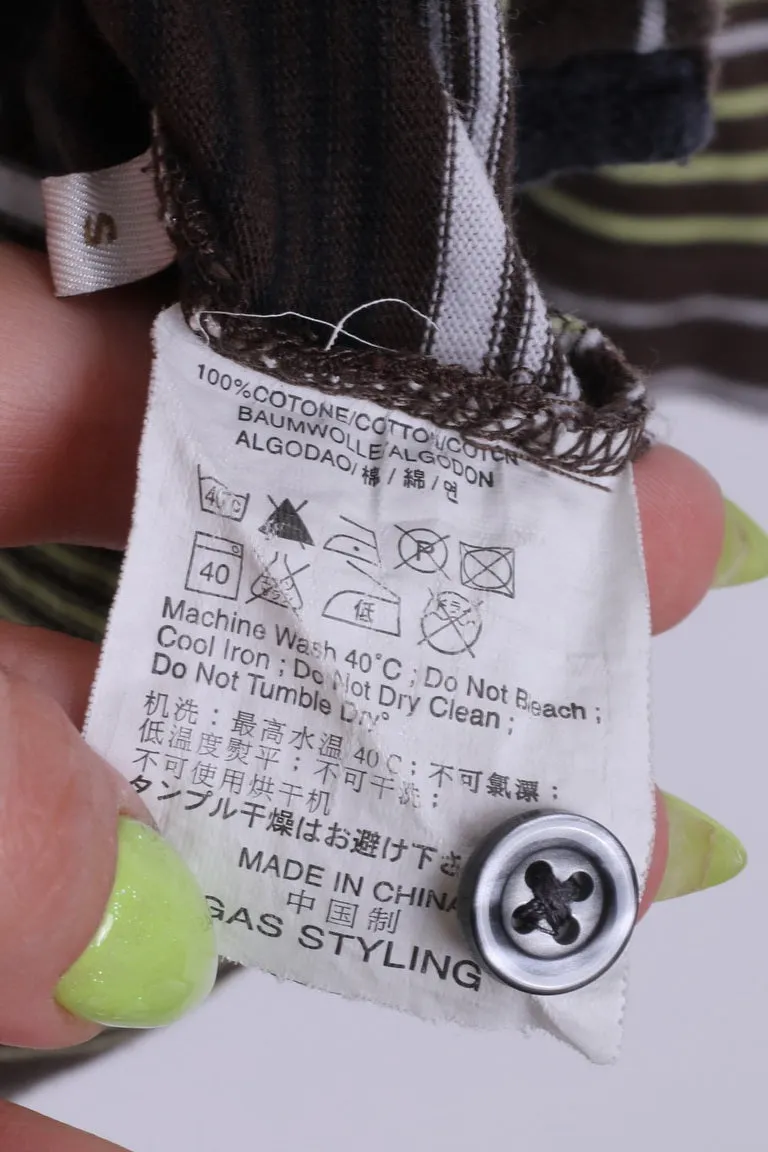 S
100%COTONE/COTTON/COTON
BAUMWOLLE/ALGODON
ALGODAO/棉/綿/면
40°C P
40 低
Machine Wash 40°C ; Do Not Bleach ;
Cool Iron ; Do Not Dry Clean ;
Do Not Tumble Dry°
机洗：最高水温 40℃；不可氯漂；
低温度熨平；不可干洗；
不可使用烘干机
タンブル干燥はお避け下さ
MADE IN CHINA
中国制
GAS STYLING